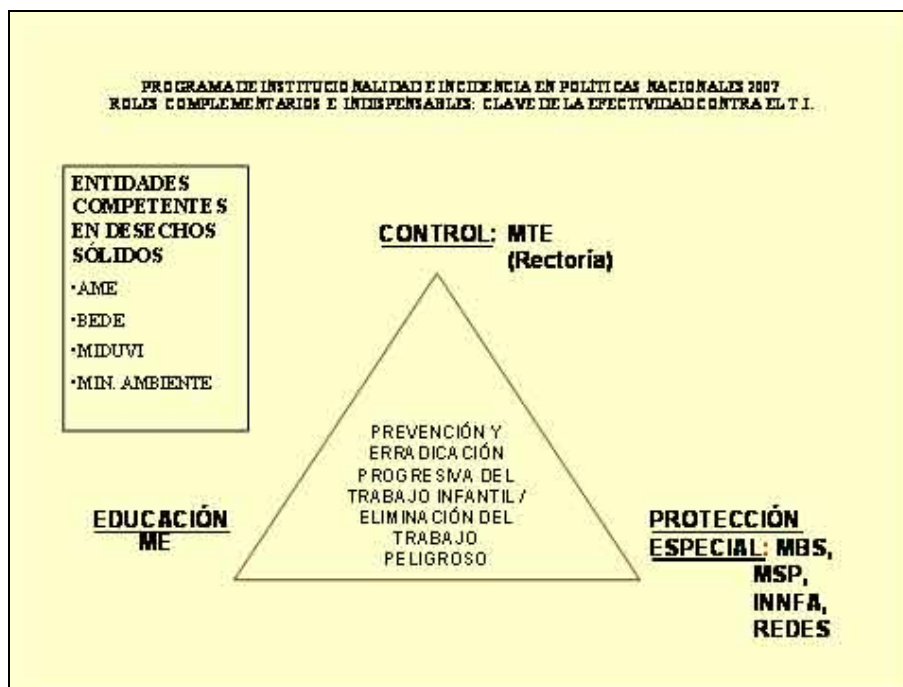 PROGRAMA DE INSTITUCIONALIDAD E INCIDENCIA EN POLÍTICAS NACIONALES 2007
ROLES COMPLEMENTARIOS E INDISPENSABLES: CLAVE DE LA EFECTIVIDAD CONTRA EL T.I.
ENTIDADES
COMPETENTES
EN DESECHOS
SÓLIDOS
•AME
•BEDE
•MIDUVI
•MIN. AMBIENTE
CONTROL: MTE
(Rectoría)
PREVENCIÓN Y
ERRADICACIÓN
PROGRESIVA DEL
TRABAJO INFANTIL /
ELIMINACIÓN DEL
TRABAJO
PELIGROSO
EDUCACIÓN
ME
PROTECCIÓN
ESPECIAL: MBS,
MSP,
INNFA,
REDES